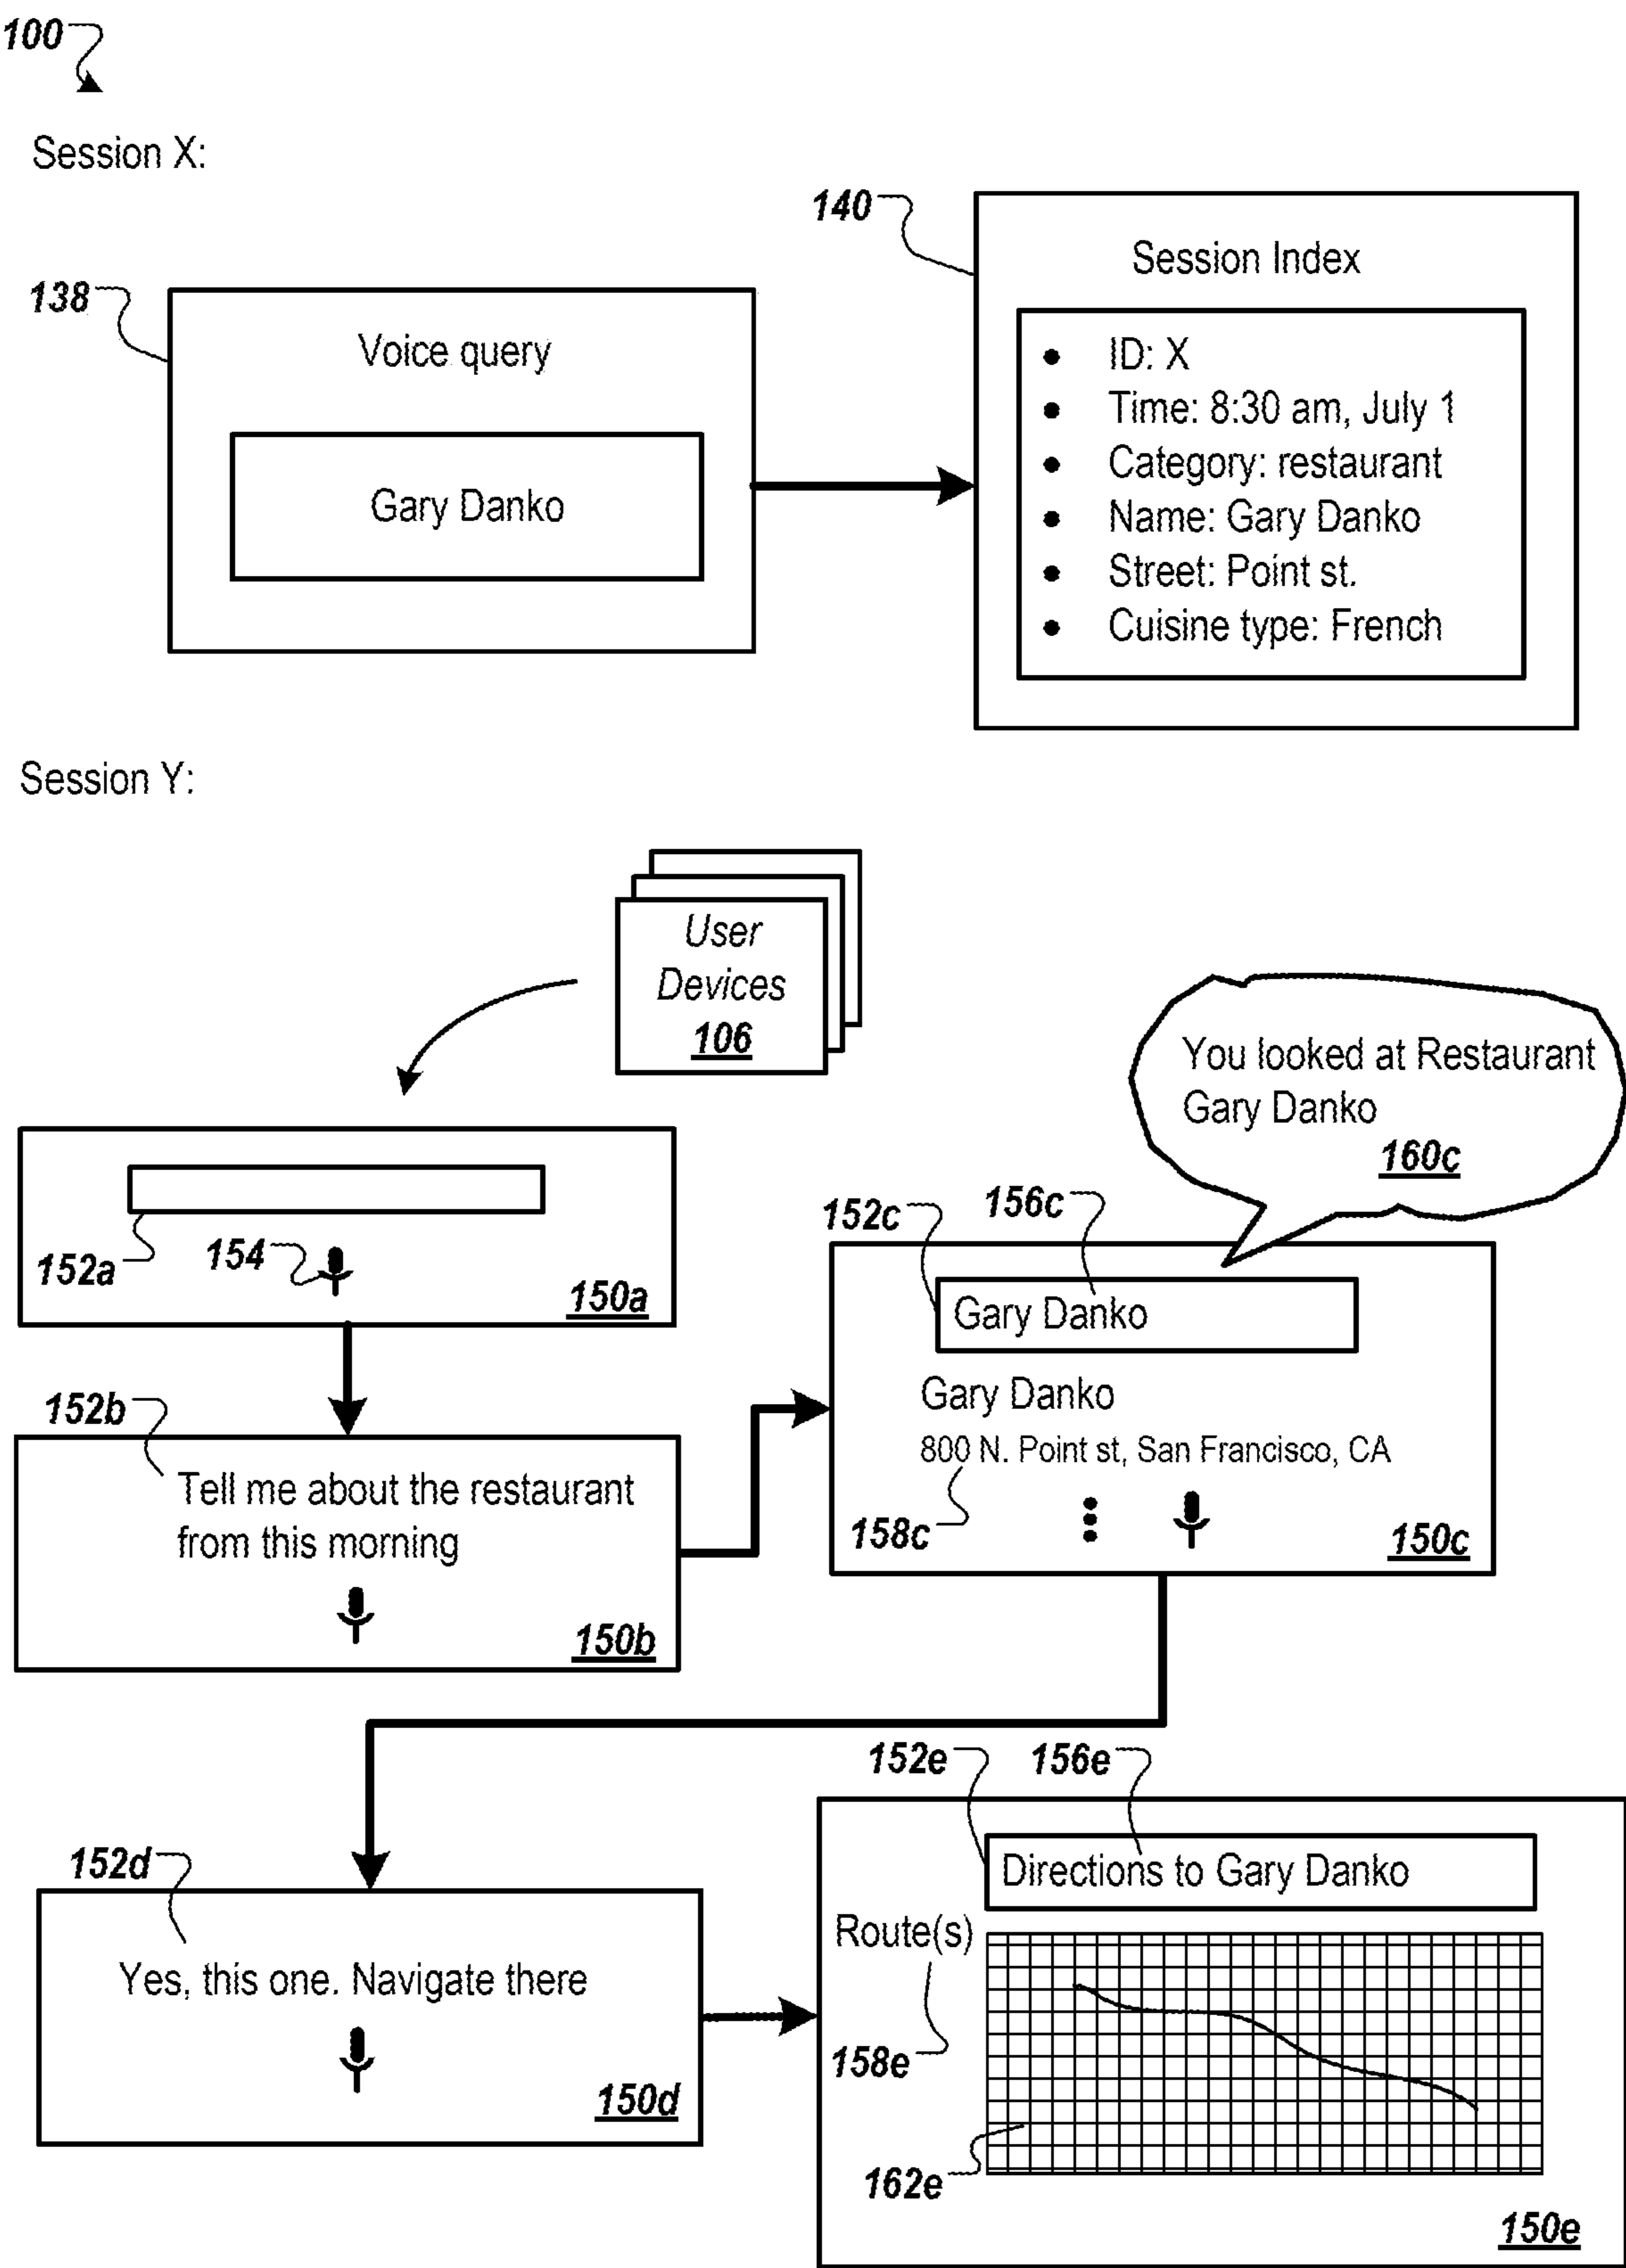 100
Session X:
138
Voice query
Gary Danko
140
Session Index
• ID: X
• Time: 8:30 am, July 1
• Category: restaurant
• Name: Gary Danko
• Street: Point st.
• Cuisine type: French
Session Y:
User
Devices
106
152a
154
150a
152b
Tell me about the restaurant
from this morning
150b
You looked at Restaurant
Gary Danko
160c
152c
156c
Gary Danko
Gary Danko
800 N. Point st, San Francisco, CA
158c
150c
152d
Yes, this one. Navigate there
150d
152e
156e
Directions to Gary Danko
Route(s)
158e
162e
150e